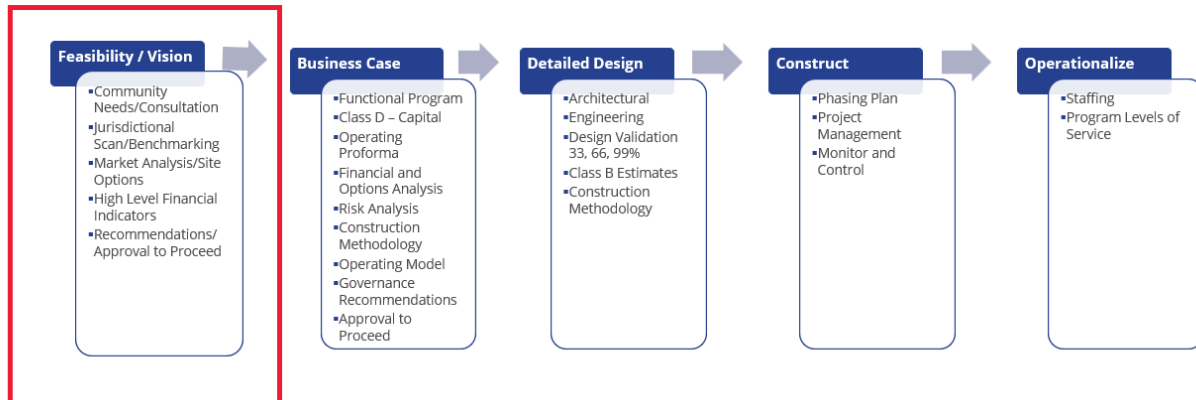 Feasibility / Vision
▪Community
Needs/Consultation
▪Jurisdictional
Scan/Benchmarking
▪Market Analysis/Site
Options
▪High Level Financial
Indicators
▪Recommendations/
Approval to Proceed
Business Case
▪Functional Program
▪Class D – Capital
▪Operating
Proforma
▪Financial and
Options Analysis
▪Risk Analysis
▪Construction
Methodology
▪Operating Model
▪Governance
Recommendations
▪Approval to
Proceed
Detailed Design
▪Architectural
▪Engineering
▪Design Validation
33, 66, 99%
▪Class B Estimates
▪Construction
Methodology
Construct
▪Phasing Plan
▪Project
Management
▪Monitor and
Control
Operationalize
▪Staffing
▪Program Levels of
Service